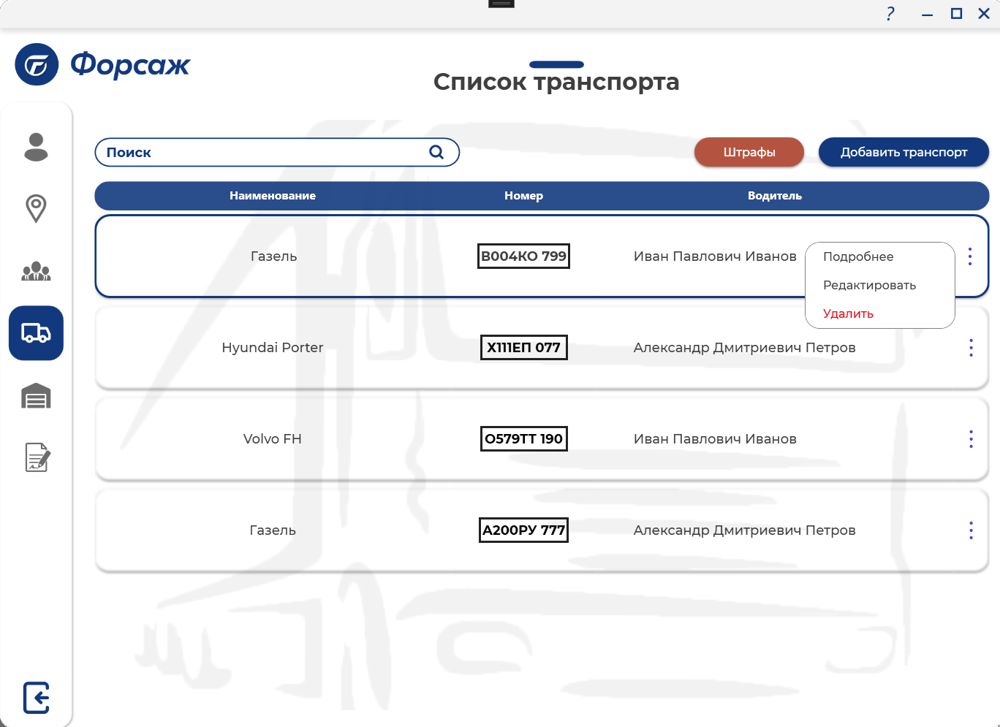 ?
Форсаж
Список транспорта
Поиск
Штрафы
Добавить транспорт
Наименование Номер Водитель
Газель В004КО 799 Иван Павлович Иванов
Подробнее
Редактировать
Удалить
Hyundai Porter Х111ЕП 077 Александр Дмитриевич Петров
Volvo FH О579ТТ 190 Иван Павлович Иванов
Газель А200РУ 777 Александр Дмитриевич Петров